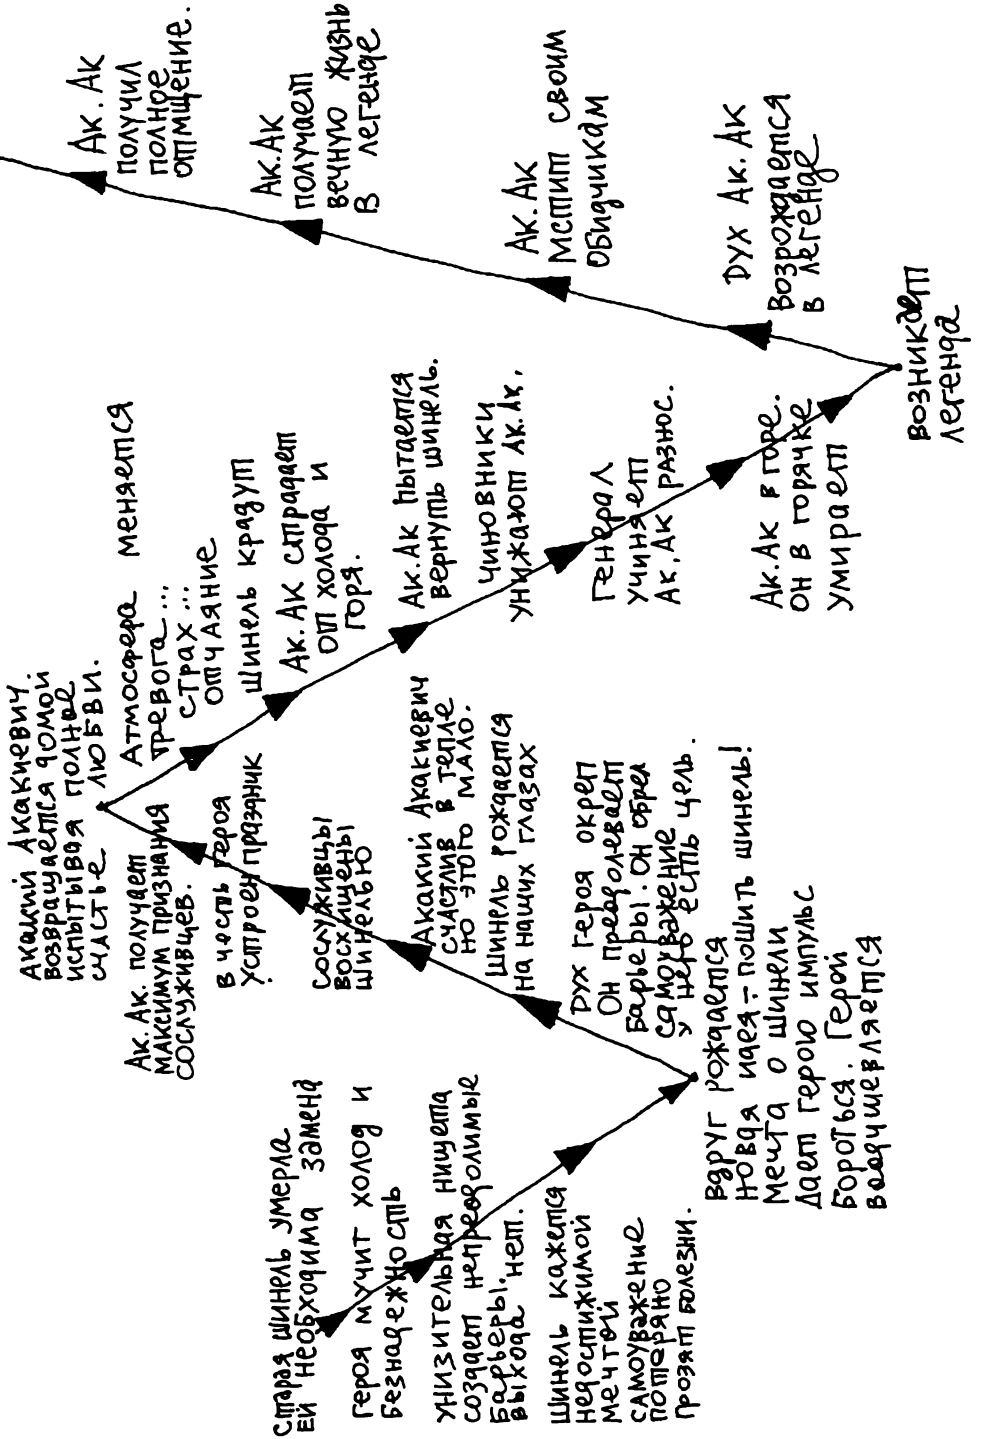 Старая шинель умерла
Ей необходима замена
Героя мучит холод и
безнадежность
Унизительная нищета
создает непреодолимые
барьеры.
Выхода нет.
Шинель кажется
недостижимой
мечтой
самоуважение
потеряно
Грозят болезни.
Вдруг рождается
новая идея - пошить шинель!
Мечта о шинели
дает герою импульс
бороться. Герой
воодушевляется
Дух героя окреп
Он преодолевает
барьеры. Он обрел
самоуважение
у него есть цель.
Шинель рождается
на наших глазах
Акакий Акакиевич
счастлив в тепле
но этого мало.
Сослуживцы
восхищены
шинелью
В честь героя
устроен праздник
Ак. Ак. получает
максимум признания
сослуживцев.
Акакий Акакиевич.
возвращается домой
испытывая полное
счастье любви.
Атмосфера меняется
Тревога...
страх...
отчаяние
Шинель крадут
Ак. Ак страдает
от холода и
горя.
Ак. Ак пытается
вернуть шинель.
Чиновники
унижают Ак. Ак.
Генерал
учиняет
Ак. Ак разнос.
Ак. Ак в горе.
Он в горячке
умирает
возникает
легенда
Дух Ак. Ак
возрождается
в легенде
Ак. Ак
мстит своим
обидчикам
Ак. Ак
получает
вечную жизнь
в легенде
Ак. Ак
получил
полное
отмщение.